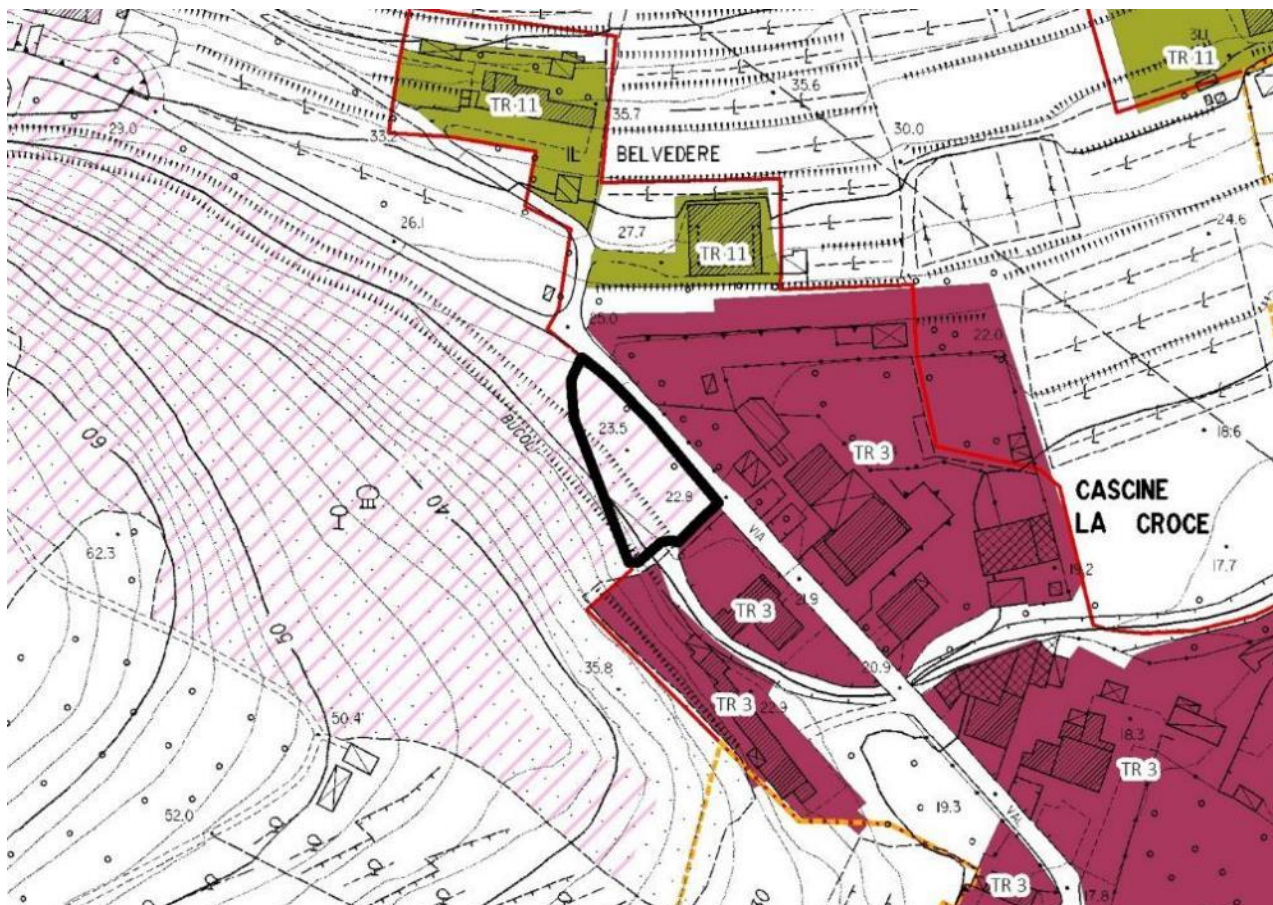 TR 11
29.0
33.2
35.7
35.6
30.0
IL BELVEDERE
TR 11
26.1
27.7
TR 11
24.6
25.0
22.0
BUCOL
23.5
22.8
TR 3
18.6
60
40
CASCINE
LA CROCE
62.3
VIA
19.2
17.7
TR 3
21.9
50
35.8
20.9
TR 3
22.9
50.4
18.3
TR 3
52.0
19.3
VAL
TR 3
17.8